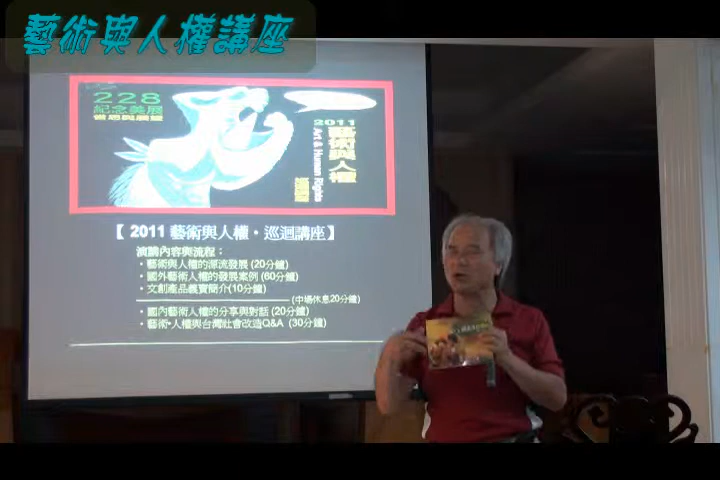 藝術與人權講座
228
紀念美展
2011
藝術與人權
Art & Human Rights
【 2011 藝術與人權・巡迴講座】
演講內容與流程：
・藝術與人權的源流發展 (20分鐘)
・國外藝術人權的發展案例 (60分鐘)
・文創產品義賣簡介(10分鐘)
(中場休息20分鐘)
・國內藝術人權的分享與對話 (20分鐘)
・藝術・人權與台灣社會改造Q&A (30分鐘)